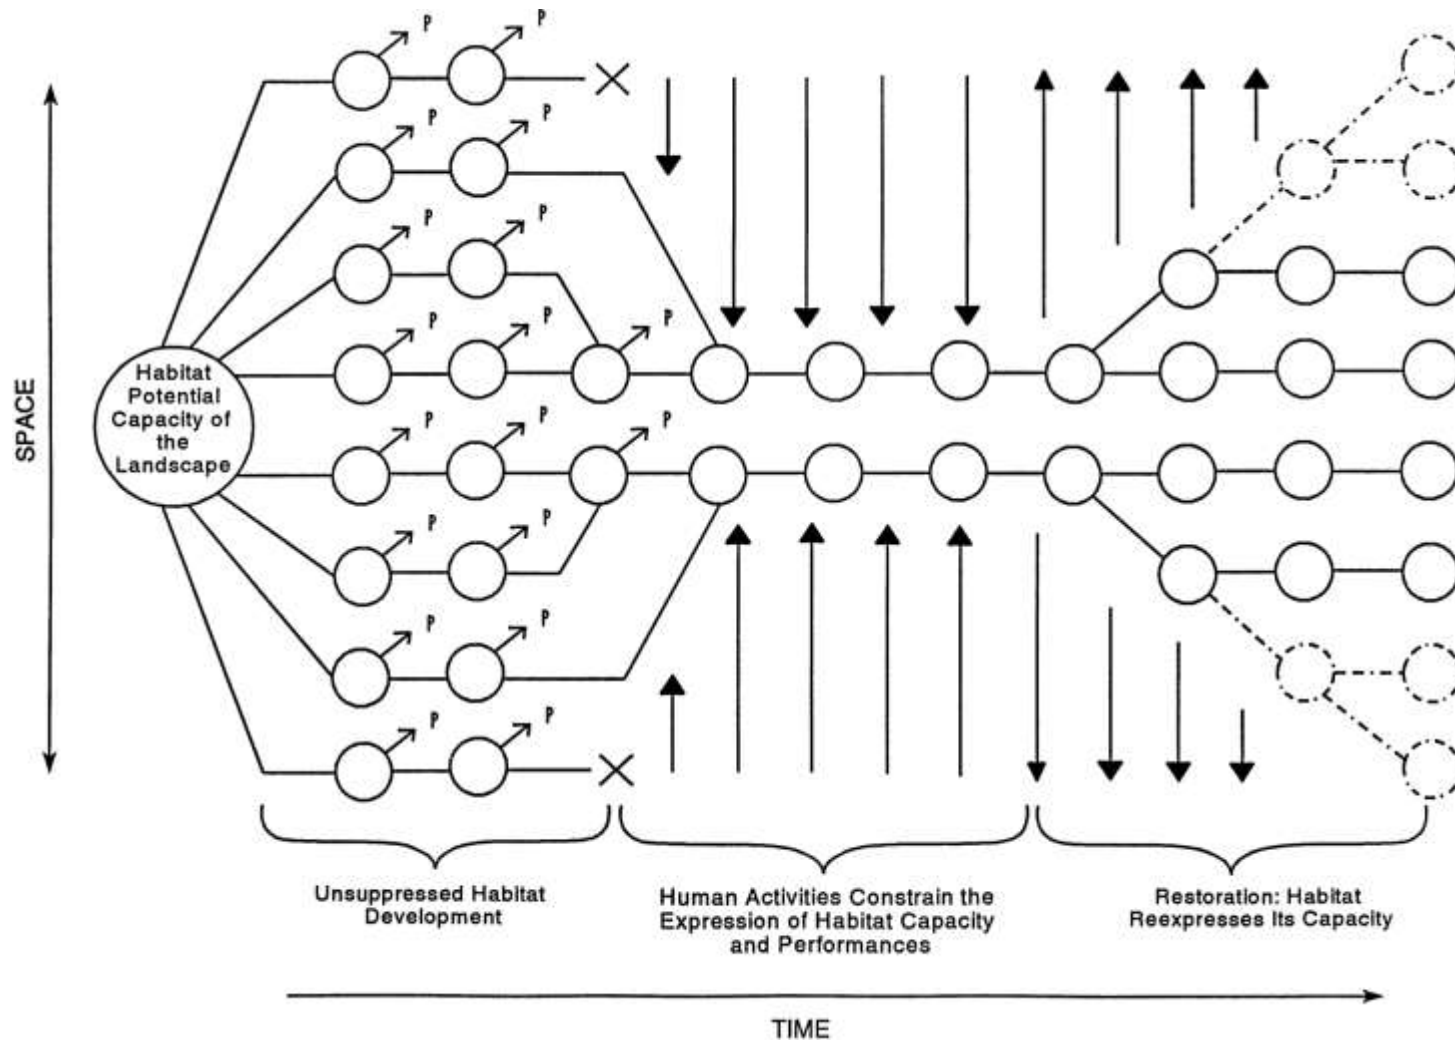 P P
P P
P P
P P P
SPACE
Habitat
Potential
Capacity of
the
Landscape
P P P
P P
P P
P P
Unsuppressed Habitat
Development
Human Activities Constrain the
Expression of Habitat Capacity
and Performances
Restoration: Habitat
Reexpresses Its Capacity
TIME